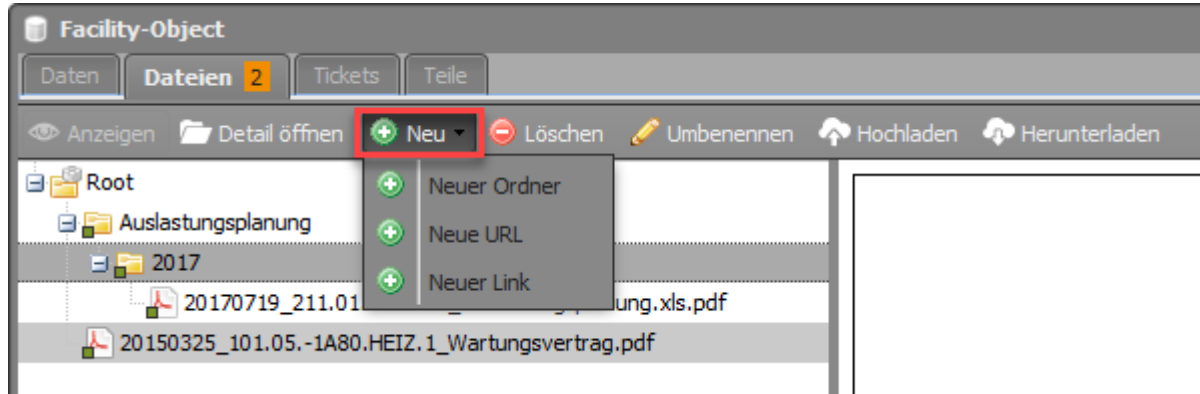 Facility-Object
Daten Dateien 2 Tickets Teile
Anzeigen Detail öffnen Neu Löschen Umbenennen Hochladen Herunterladen
Root
Neuer Ordner
Auslastungsplanung
Neue URL
2017
Neuer Link
20170719_211.01 ung.xls.pdf
20150325_101.05.-1A80.HEIZ.1_Wartungsvertrag.pdf